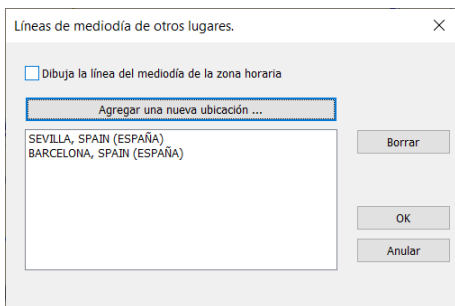 Líneas de mediodía de otros lugares.
Dibuja la línea del mediodía de la zona horaria
Agregar una nueva ubicación ...
SEVILLA, SPAIN (ESPAÑA)
BARCELONA, SPAIN (ESPAÑA)
Borrar
OK
Anular